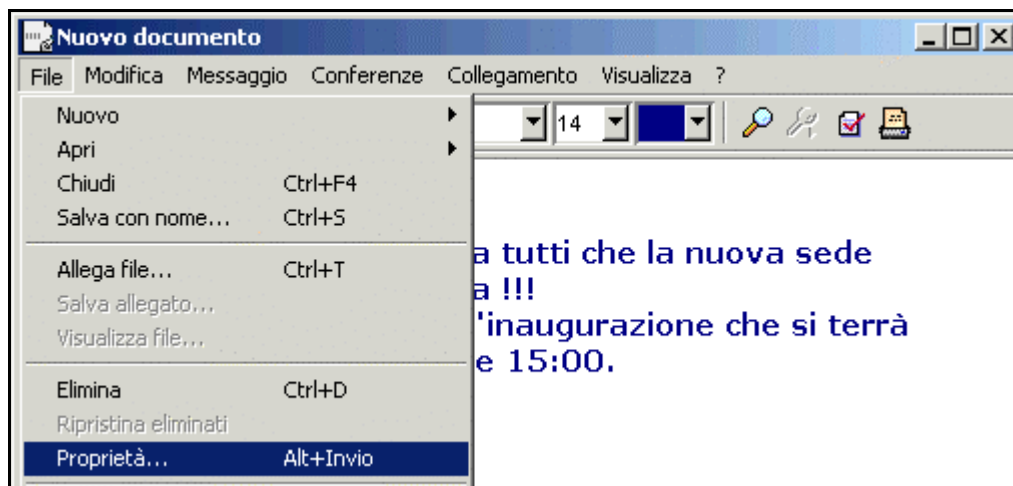 Nuovo documento
File Modifica Messaggio Conferenze Collegamento Visualizza ?
Nuovo
14
Apri
Chiudi Ctrl+F4
Salva con nome... Ctrl+S
a tutti che la nuova sede
Allega file... Ctrl+T
a !!!
Salva allegato...
'inaugurazione che si terrà
Visualizza file...
e 15:00.
Elimina Ctrl+D
Ripristina eliminati
Proprietà... Alt+Invio